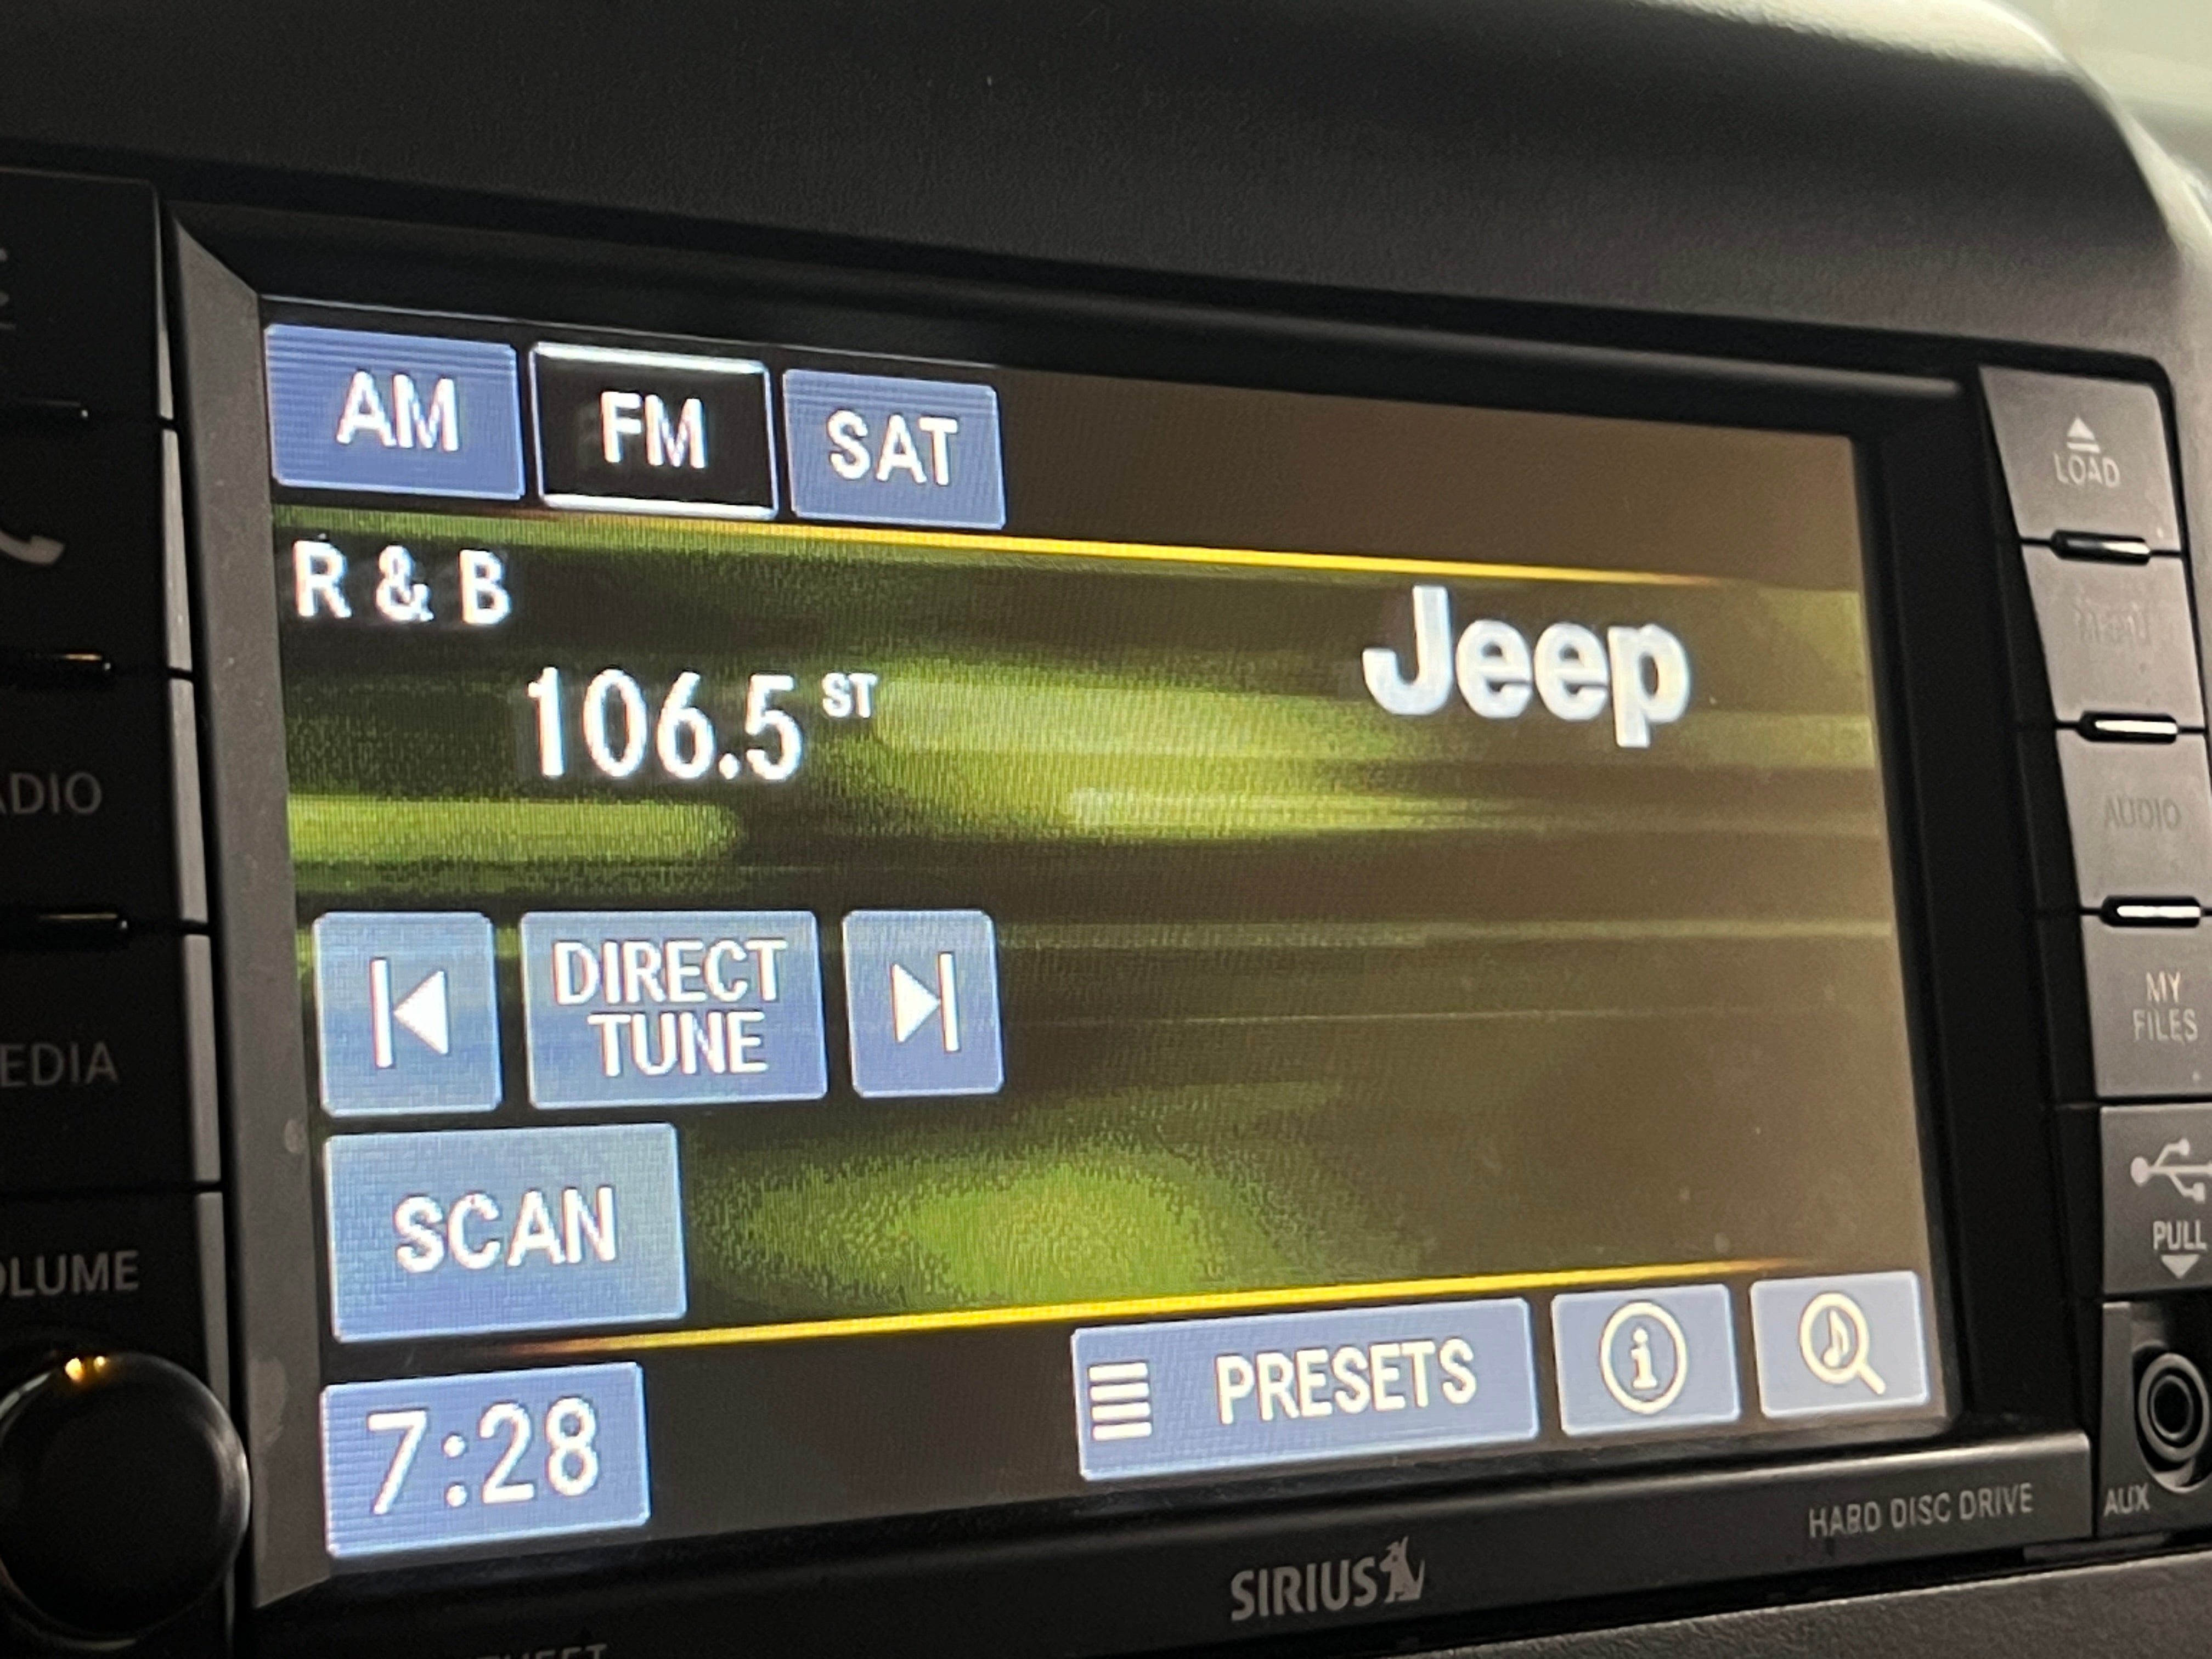 AM
FM
SAT
R & B
106.5 ST
Jeep
DIRECT
TUNE
SCAN
7:28
PRESETS
i
LOAD
AUDIO
MY
FILES
PULL
AUX
HARD DISC DRIVE
SIRIUS